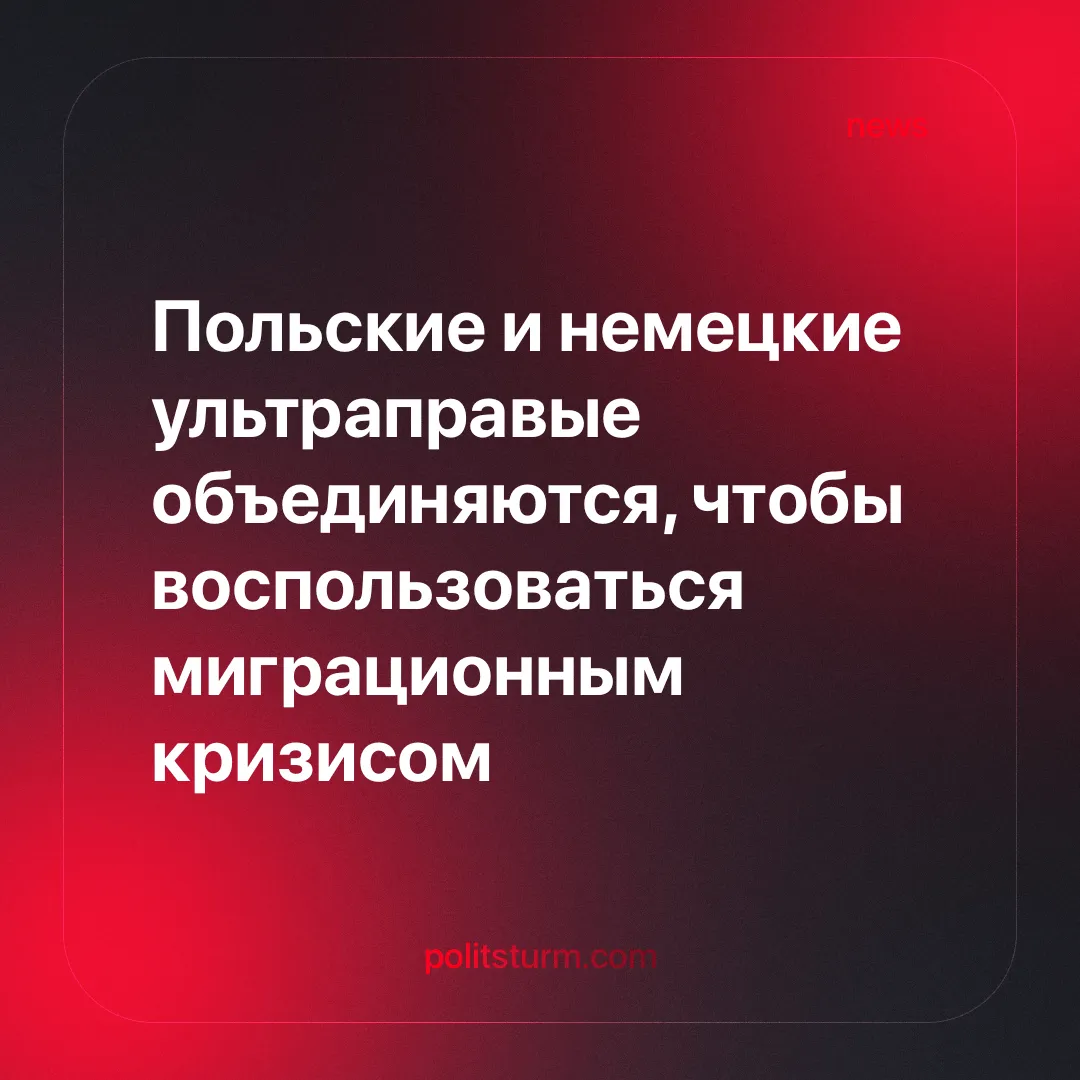 news
Польские и немецкие
ультраправые
объединяются, чтобы
воспользоваться
миграционным
кризисом
politsturm.com